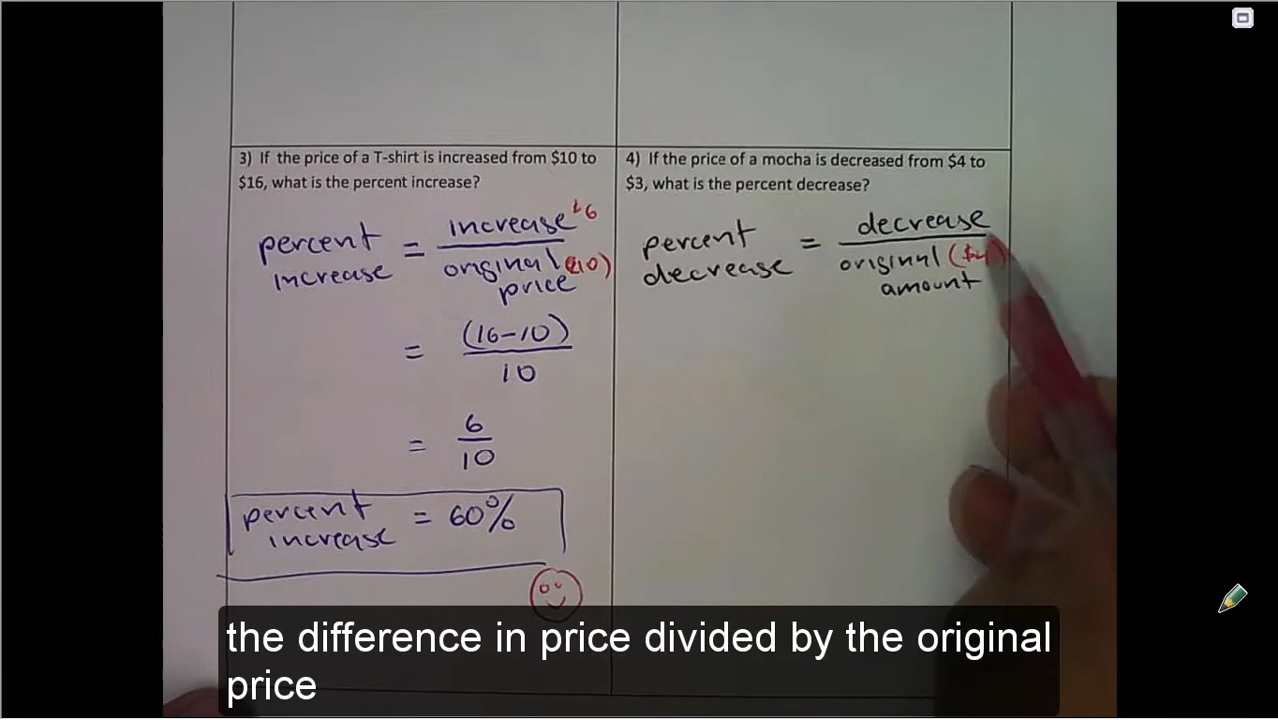 3) If the price of a T-shirt is increased from $10 to
$16, what is the percent increase?
percent
increase
=
increase
6
original
(10)
price
= (16-10)
10
= 6
10
percent
increase
= 60%
4) If the price of a mocha is decreased from $4 to
$3, what is the percent decrease?
percent
decrease
=
decrease
original ($4)
amount
the difference in price divided by the original
price